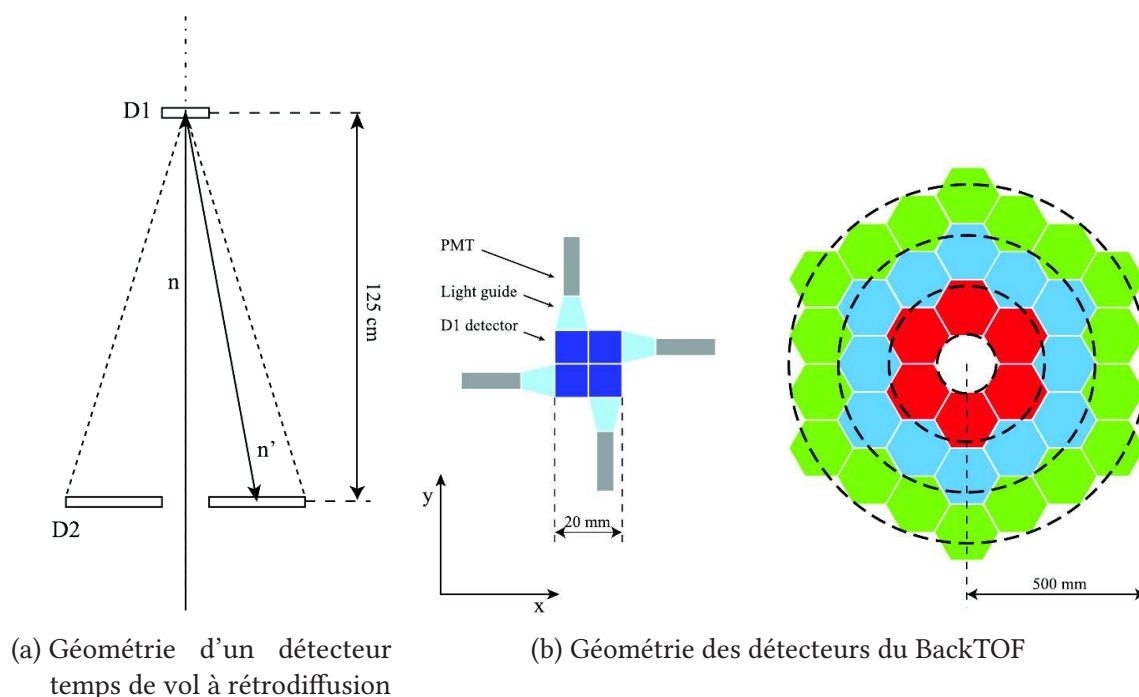 D1
n
125 cm
n’
D2
PMT
Light guide
D1 detector
y
20 mm
x
500 mm
(a) Géométrie d’un détecteur
temps de vol à rétrodiffusion
(b) Géométrie des détecteurs du BackTOF